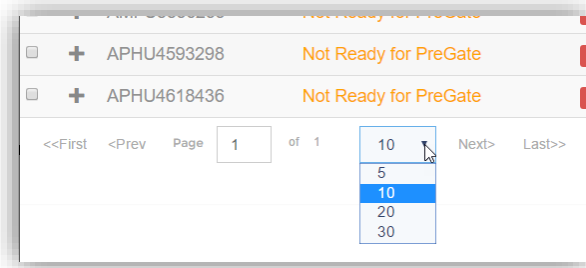 APHU4593298 Not Ready for PreGate
APHU4618436 Not Ready for PreGate
<<First <Prev Page 1 of 1 10 Next> Last>>
5
10
20
30